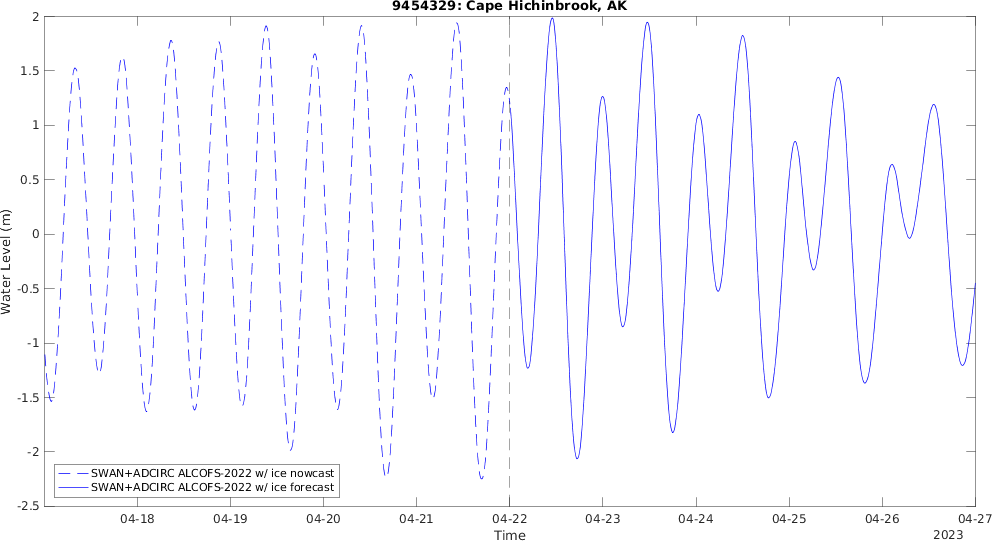 9454329: Cape Hichinbrook, AK
2
1.5
1
0.5
0
-0.5
-1
-1.5
-2
-2.5
Water Level (m)
SWAN+ADCIRC ALCOFS-2022 w/ ice nowcast
SWAN+ADCIRC ALCOFS-2022 w/ ice forecast
04-18 04-19 04-20 04-21 04-22 04-23 04-24 04-25 04-26 04-27
Time
2023